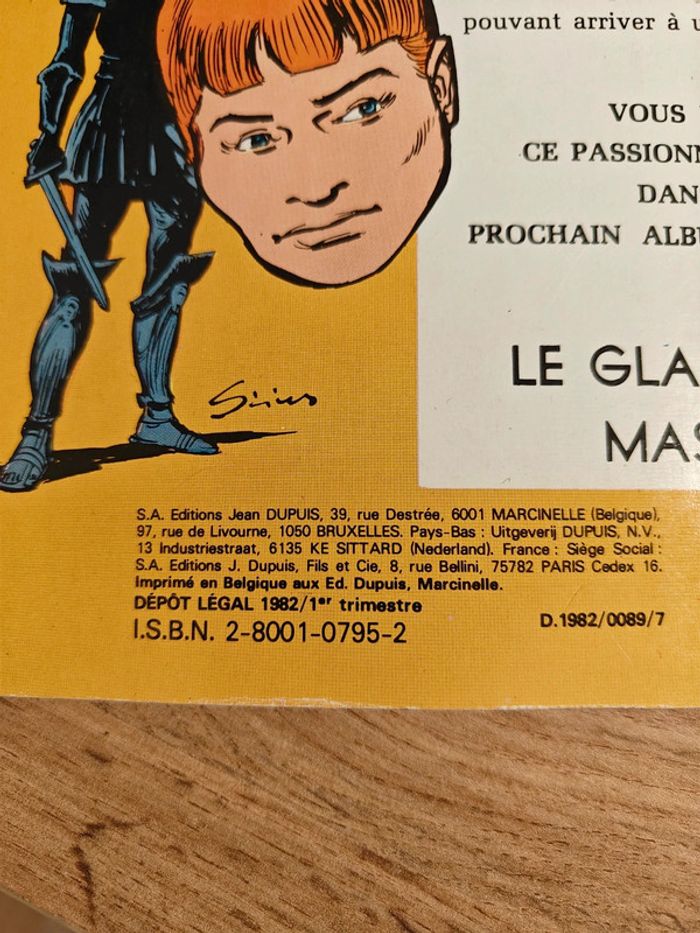 pouvant arriver à
VOUS
CE
DAN
PROCHAIN ALB
LE GLA
MAS
Sirius
S.A. Editions Jean DUPUIS, 39, rue Destrée, 6001 MARCINELLE (Belgique),
97, rue de Livourne, 1050 BRUXELLES. Pays-Bas : Uitgeverij DUPUIS, N.V.,
13 Industriestraat, 6135 KE SITTARD (Nederland). France : Siège Social :
S.A. Editions J. Dupuis, Fils et Cie, 8, rue Bellini, 75782 PARIS Cedex 16.
Imprimé en Belgique aux Ed. Dupuis, Marcinelle.
DÉPÔT LÉGAL 1982/1er trimestre
D.1982/0089/7
I.S.B.N. 2-8001-0795-2